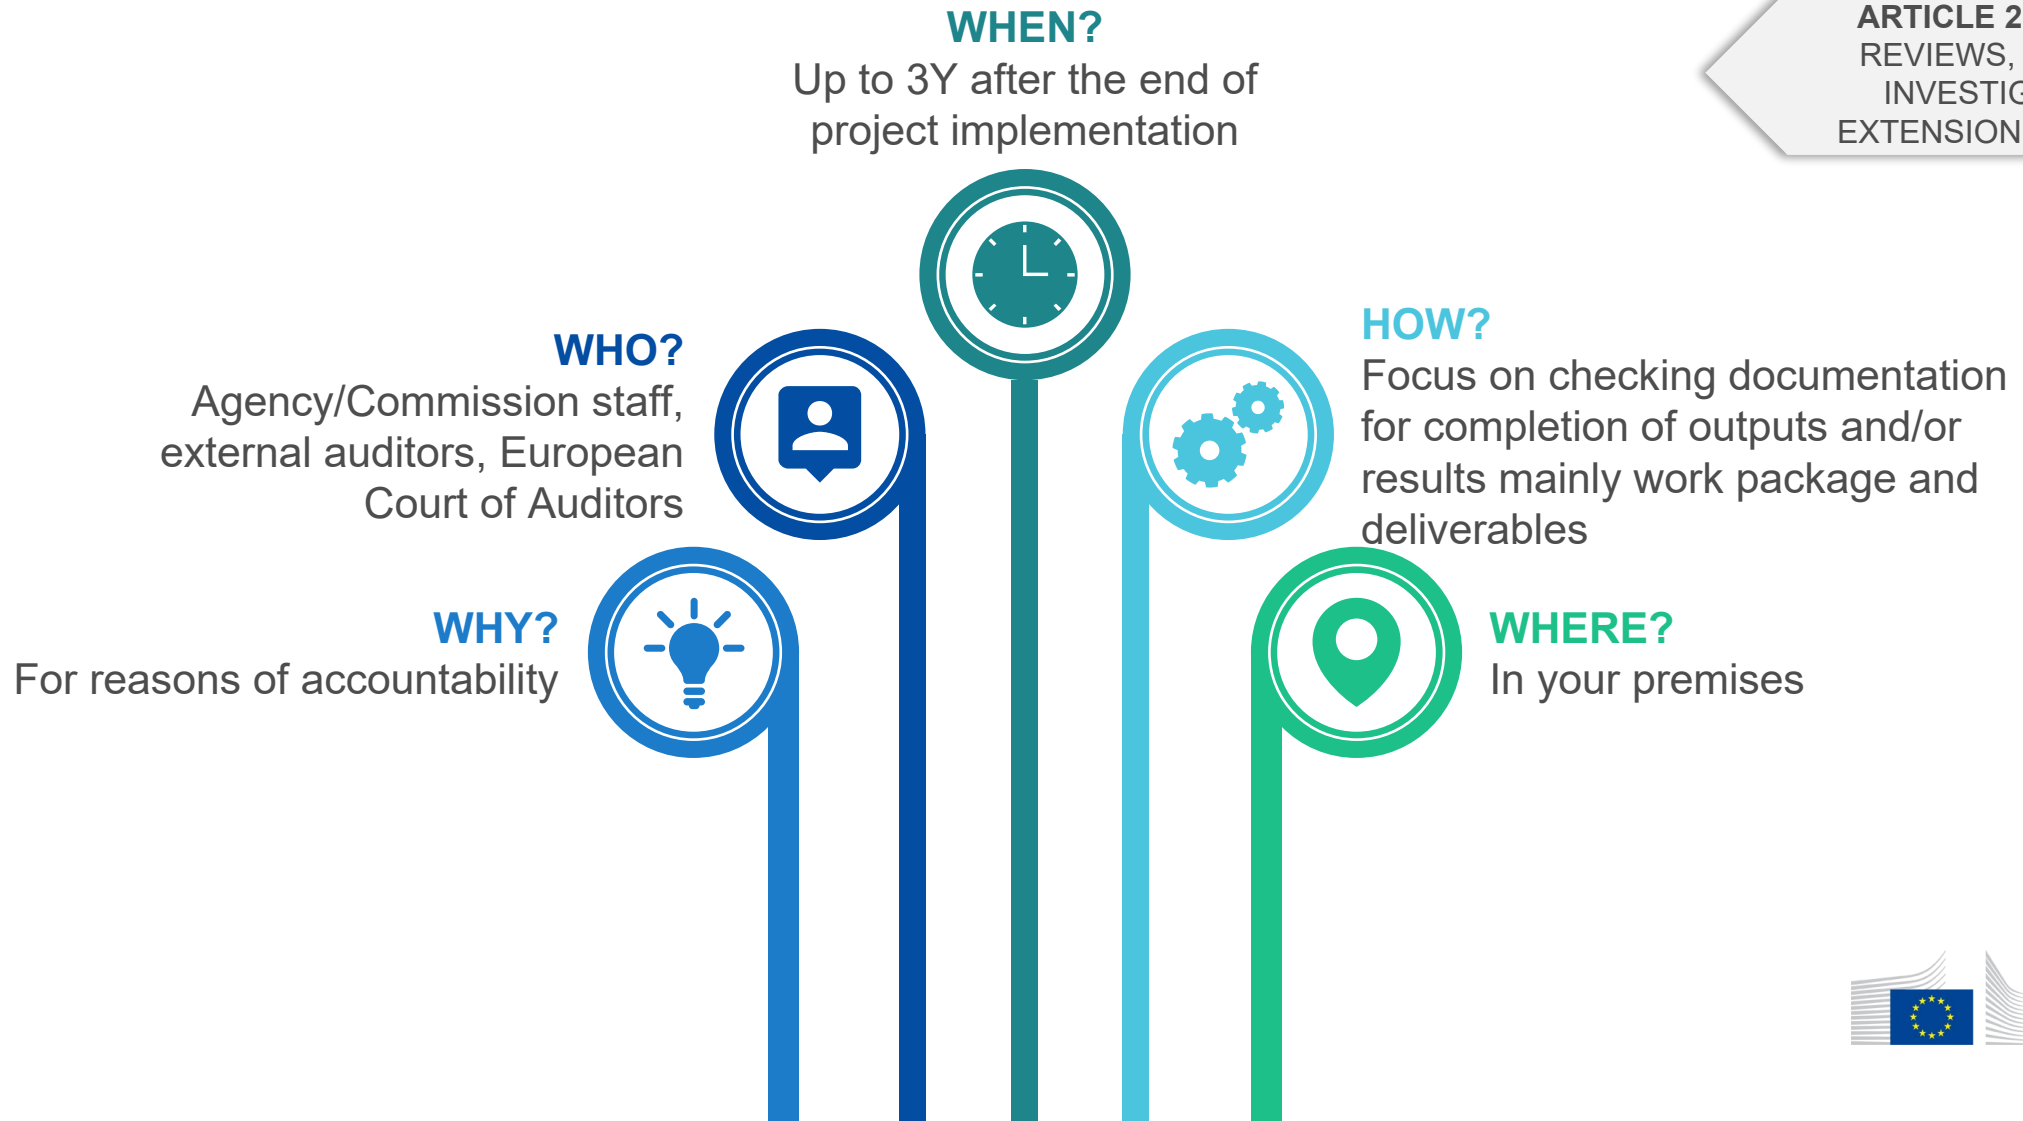 WHEN?
Up to 3Y after the end of
project implementation
ARTICLE 2
REVIEWS,
EXTENSION
WHO?
Agency/Commission staff,
external auditors, European
Court of Auditors
HOW?
Focus on checking documentation
for completion of outputs and/or
results mainly work package and
deliverables
WHY?
For reasons of accountability
WHERE?
In your premises